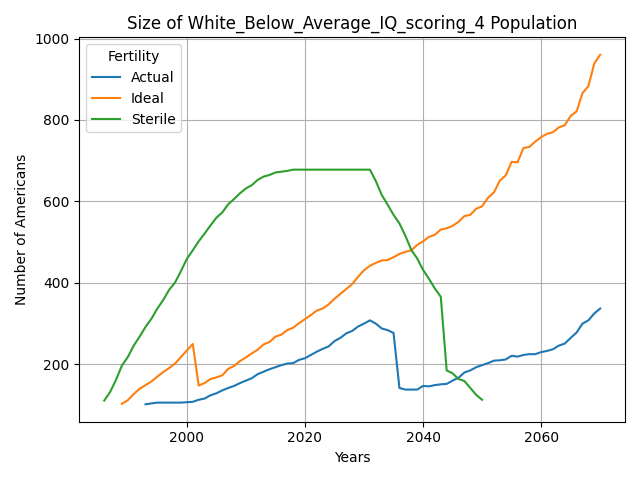 Size of White_Below_Average_IQ_scoring_4 Population
Number of Americans
1000
800
600
400
200
Fertility
Actual
Ideal
Sterile
2000 2020 2040 2060
Years